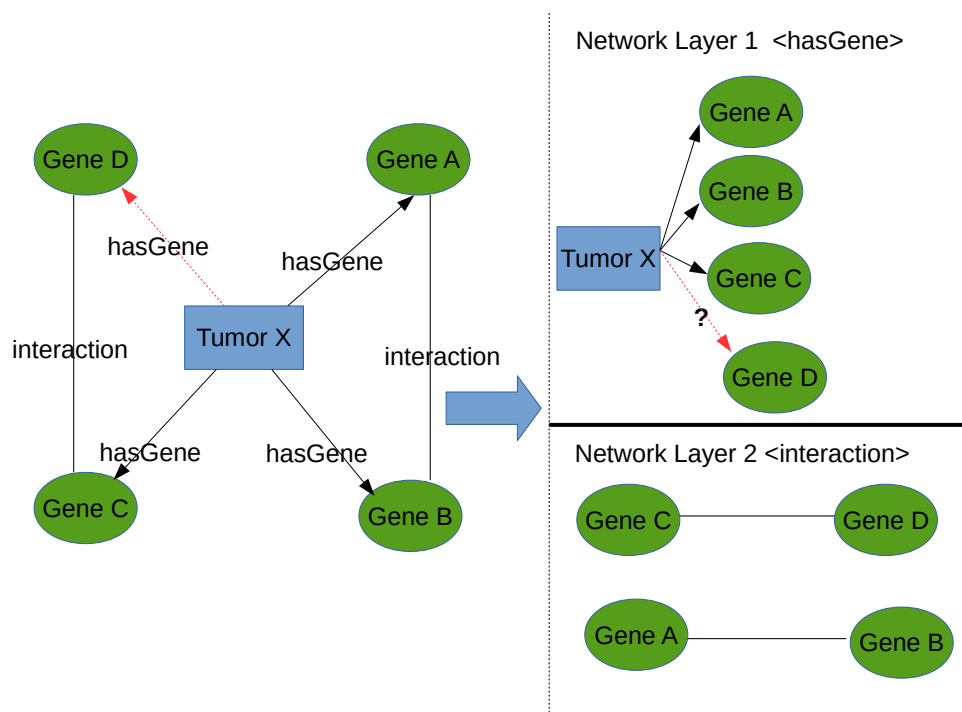 Gene D
Gene A
hasGene
hasGene
interaction
Tumor X
interaction
hasGene
hasGene
Gene C
Gene B
Network Layer 1 <hasGene>
Gene A
Gene B
Tumor X
Gene C
?
Gene D
Network Layer 2 <interaction>
Gene C
Gene D
Gene A
Gene B